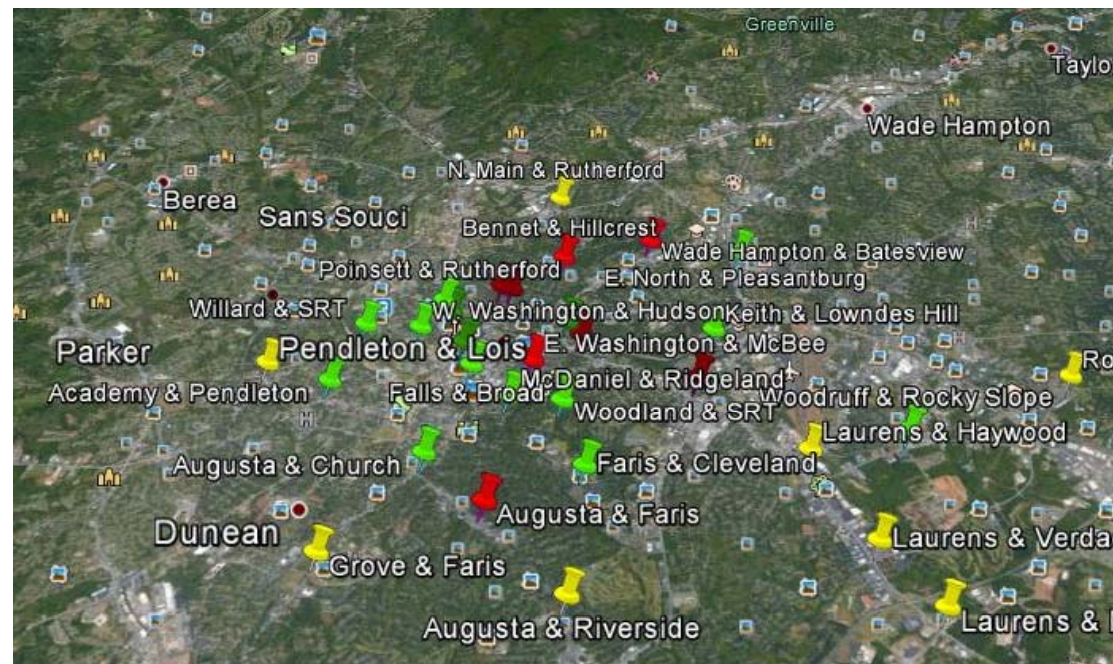 Greenville
Taylo
Wade Hampton
N. Main & Rutherford
Berea
Sans Souci
Bennet & Hillcrest
Wade Hampton & Batesview
Poinsett & Rutherford
E. North & Pleasantburg
Willard & SRT
W. Washington & Hudson
Keith & Lowndes Hill
Parker
Pendleton & Lois
E. Washington & McBee
Ro
Academy & Pendleton
Falls & Broad
McDaniel & Ridgeland
Woodruff & Rocky Slope
Woodland & SRT
Laurens & Haywood
Augusta & Church
Faris & Cleveland
Augusta & Faris
Dunean
Laurens & Verda
Grove & Faris
Augusta & Riverside
Laurens &